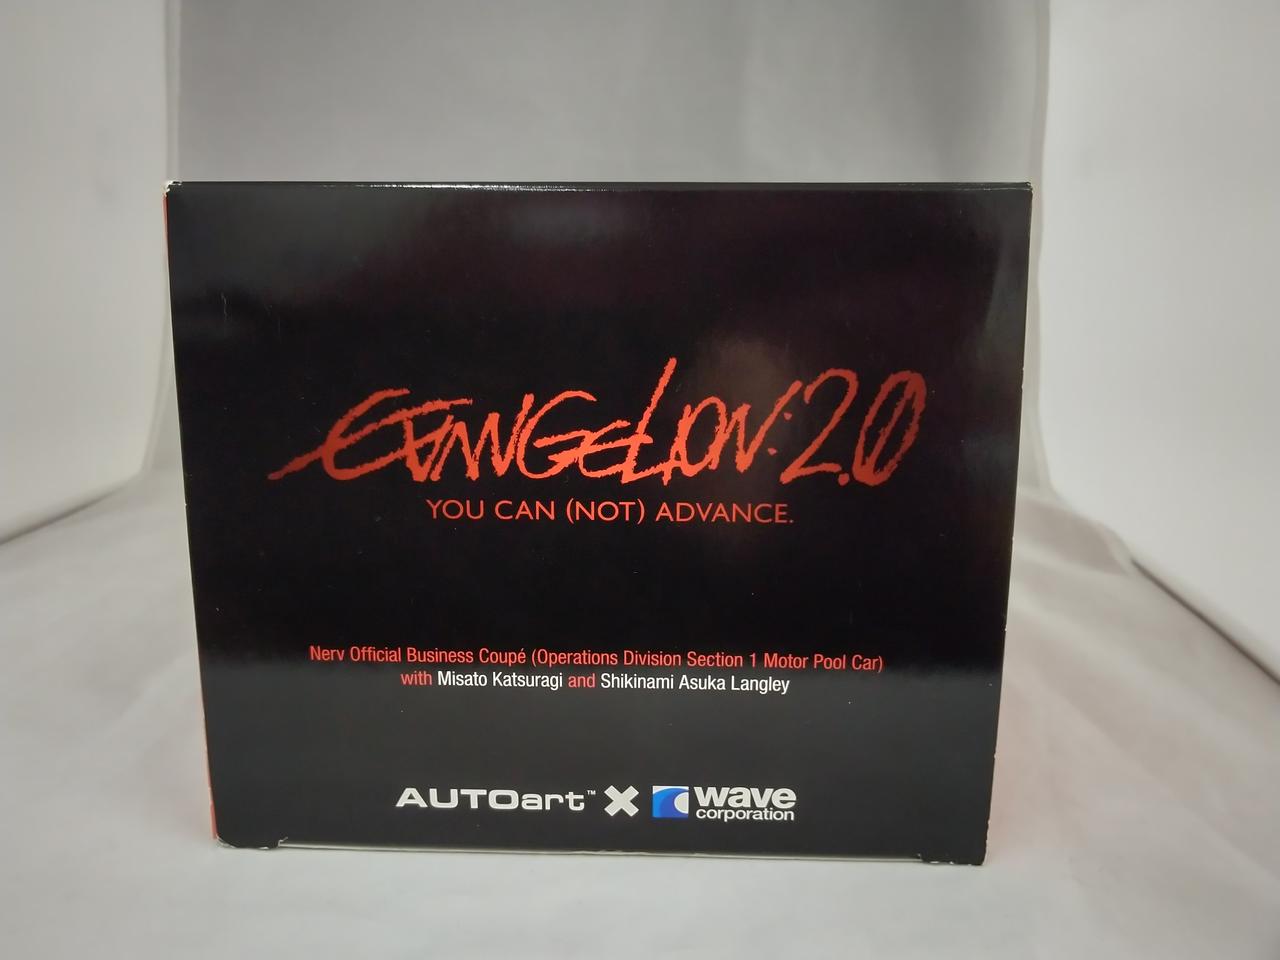 EVANGELION:2.0
YOU CAN (NOT) ADVANCE.
Nerv Official Business Coupé (Operations Division Section 1 Motor Pool Car)
with Misato Katsuragi and Shikinami Asuka Langley
AUTOart™ X wave corporation